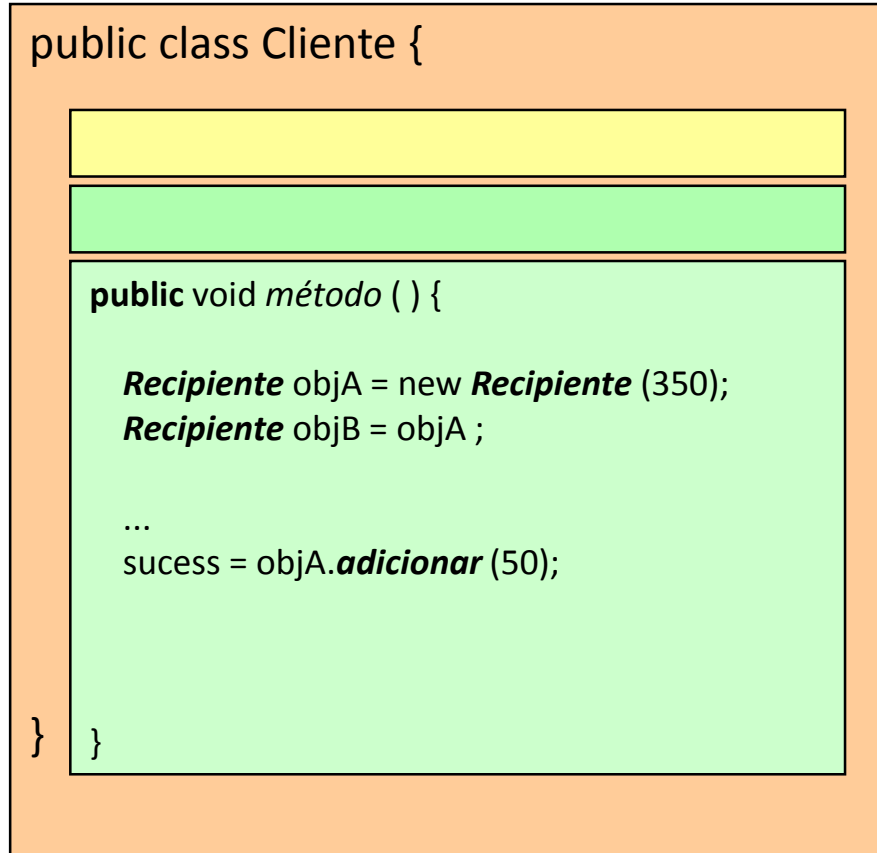 public class Cliente {
public void método ( ) {
Recipiente objA = new Recipiente (350);
Recipiente objB = objA ;
...
sucess = objA.adicionar (50);
}
}